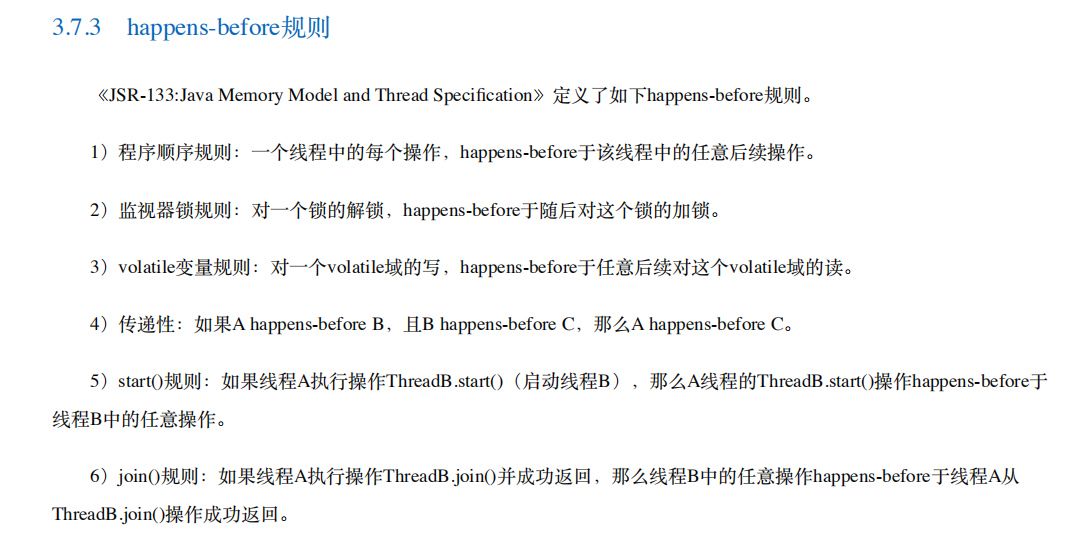 3.7.3 happens-before规则
《JSR-133:Java Memory Model and Thread Specification》定义了如下happens-before规则。
1）程序顺序规则：一个线程中的每个操作，happens-before于该线程中的任意后续操作。
2）监视器锁规则：对一个锁的解锁，happens-before于随后对这个锁的加锁。
3）volatile变量规则：对一个volatile域的写，happens-before于任意后续对这个volatile域的读。
4）传递性：如果A happens-before B，且B happens-before C，那么A happens-before C。
5）start()规则：如果线程A执行操作ThreadB.start()（启动线程B），那么A线程的ThreadB.start()操作happens-before于
线程B中的任意操作。
6）join()规则：如果线程A执行操作ThreadB.join()并成功返回，那么线程B中的任意操作happens-before于线程A从
ThreadB.join()操作成功返回。